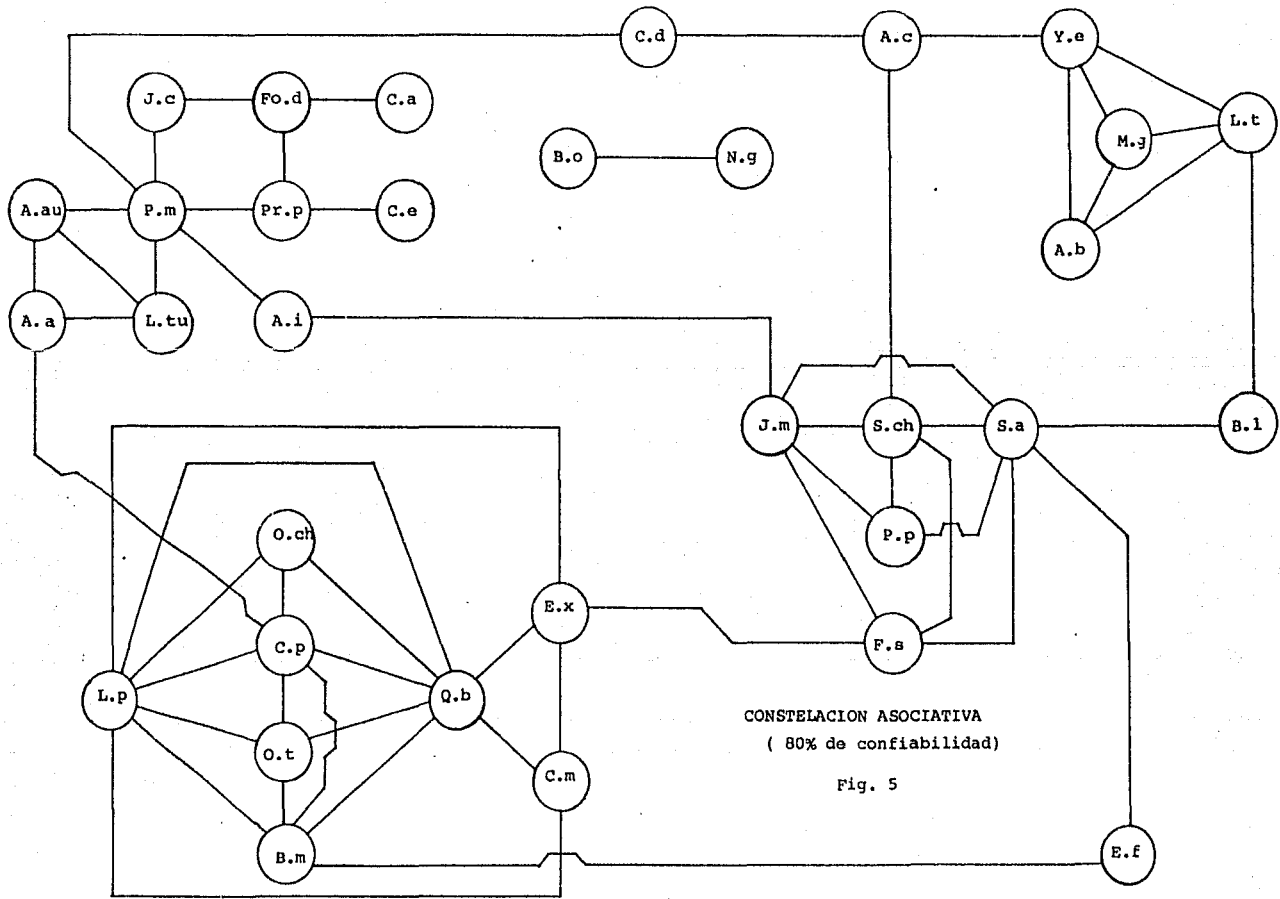 C.d
A.c
Y.e
J.c
Fo.d
C.a
L.t
M.g
B.o
N.g
A.au
P.m
Pr.p
C.e
A.b
A.a
L.tu
A.i
J.m
S.ch
S.a
B.l
O.ch
P.p
E.x
C.p
F.s
L.p
Q.b
O.t
C.m
B.m
E.f
CONSTELACION ASOCIATIVA
( 80% de confiabilidad)
Fig. 5